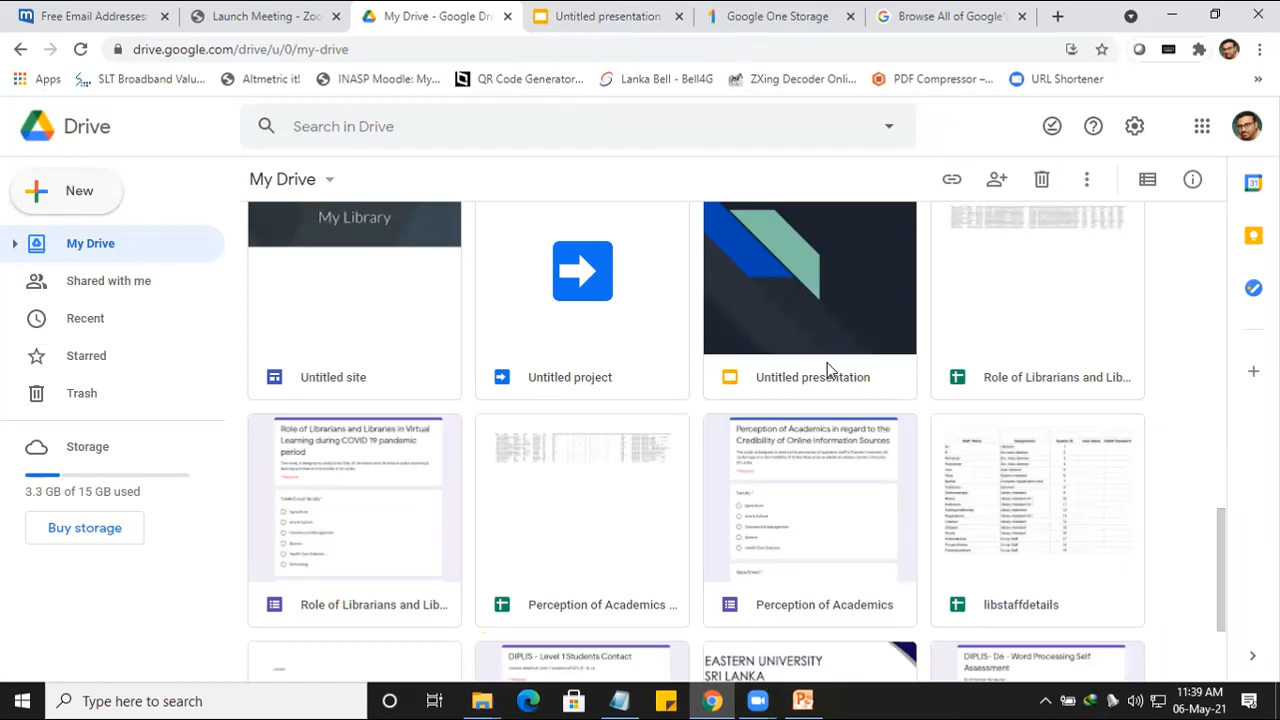 Free Email Addresses:
Launch Meeting - Zoo
My Drive - Google Dri
Untitled presentation
Google One Storage
Browse All of Google's
drive.google.com/drive/u/0/my-drive
Apps
SLT Broadband Valu...
Altmetric it!
INASP Moodle: My...
QR Code Generator...
Lanka Bell - Bell4G
ZXing Decoder Onli...
PDF Compressor –...
URL Shortener
»
Drive
Search in Drive
New
My Drive
My Drive
Shared with me
Recent
Starred
Trash
Storage
3.3 GB of 15 GB used
Buy storage
31
My Library
Untitled site
Untitled project
Untitled presentation
Role of Librarians and Lib...
Role of Librarians and Libraries in Virtual
Learning during COVID 19 pandemic
period
Perception of Academics in regard to the
Credibility of Online Information Sources
Role of Librarians and Lib...
Perception of Academics ...
Perception of Academics
libstaffdetails
DIPLIS - Level 1Students Contact
EASTERN UNIVERSITY
SRI LANKA
DIPLIS- D6 - Word Processing Self
Assessment
Type here to search
11:39 AM
06-May-21